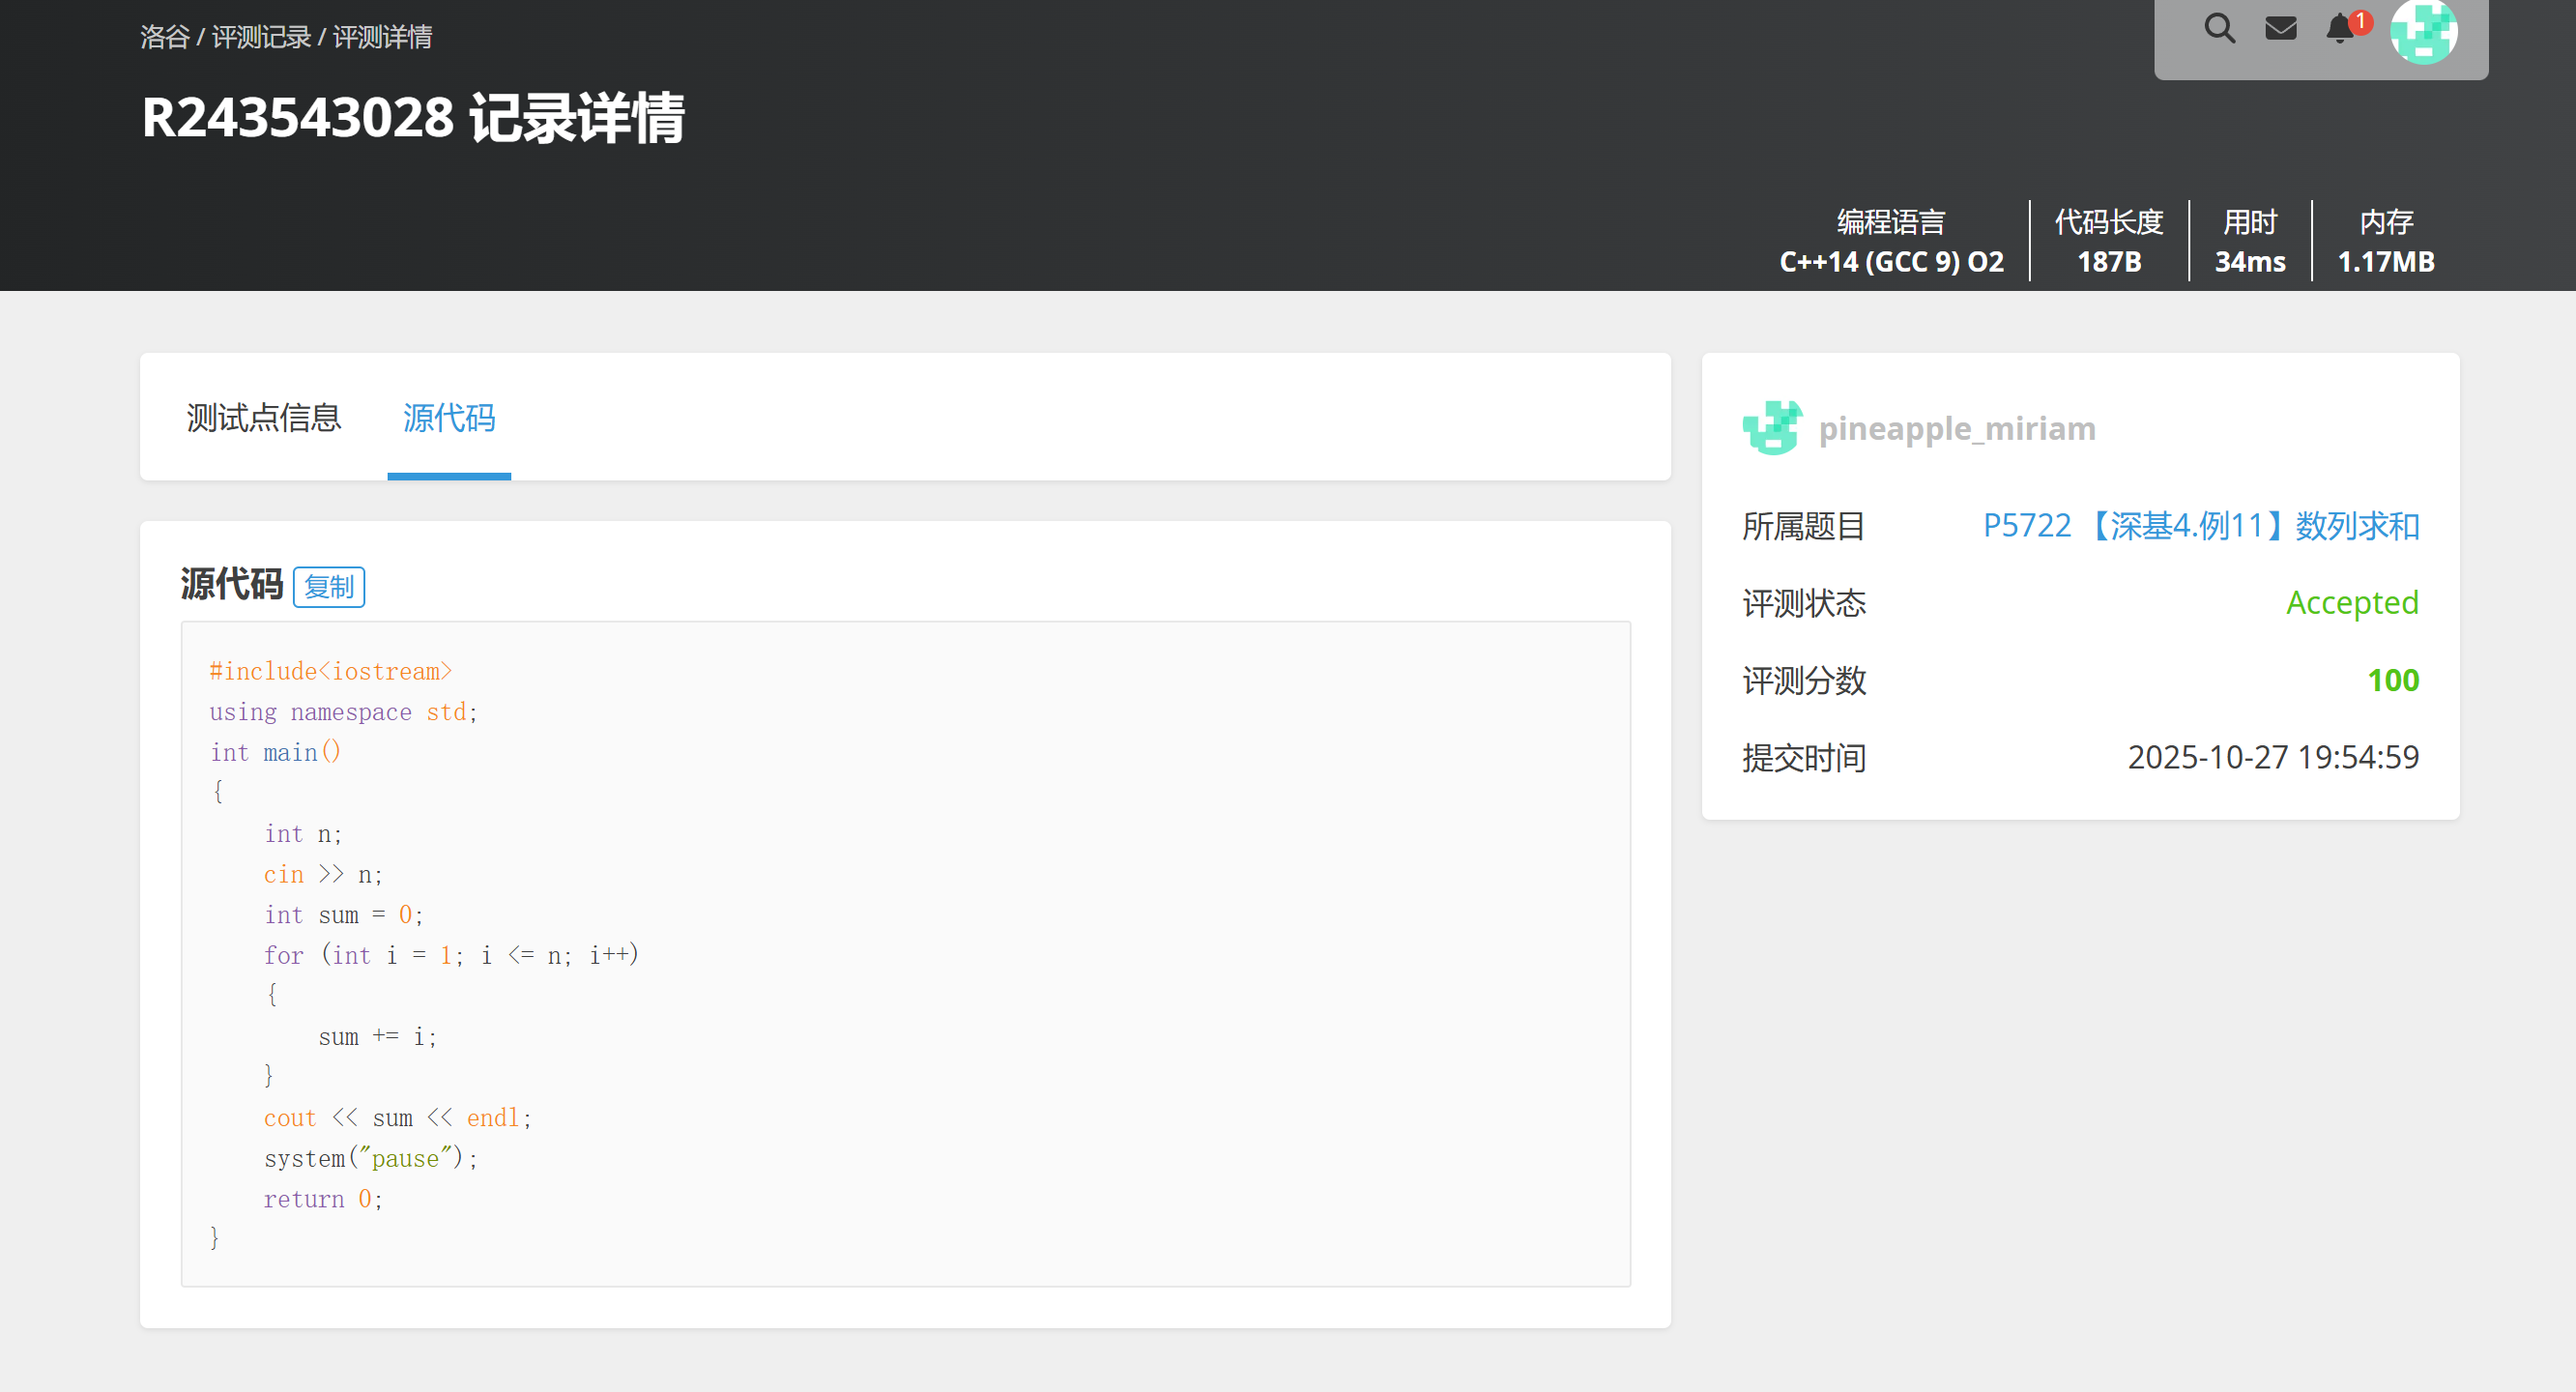 洛谷 / 评测记录 / 评测详情
1
R243543028 记录详情
编程语言
C++14 (GCC 9) O2
代码长度
187B
用时
34ms
内存
1.17MB
测试点信息
源代码
源代码 复制
#include<iostream>
using namespace std;
int main()
{
    int n;
    cin >> n;
    int sum = 0;
    for (int i = 1; i <= n; i++)
    {
        sum += i;
    }
    cout << sum << endl;
    system("pause");
    return 0;
}
pineapple_miriam
所属题目 P5722 【深基4.例11】数列求和
评测状态 Accepted
评测分数 100
提交时间 2025-10-27 19:54:59